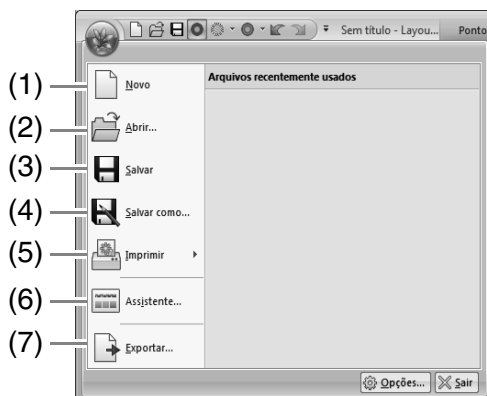 Sem título - Layou... Ponto
(1) Novo
Arquivos recentemente usados
(2) Abrir...
(3) Salvar
(4) Salvar como...
(5) Imprimir
(6) Assistente...
(7) Exportar...
Opções... Sair